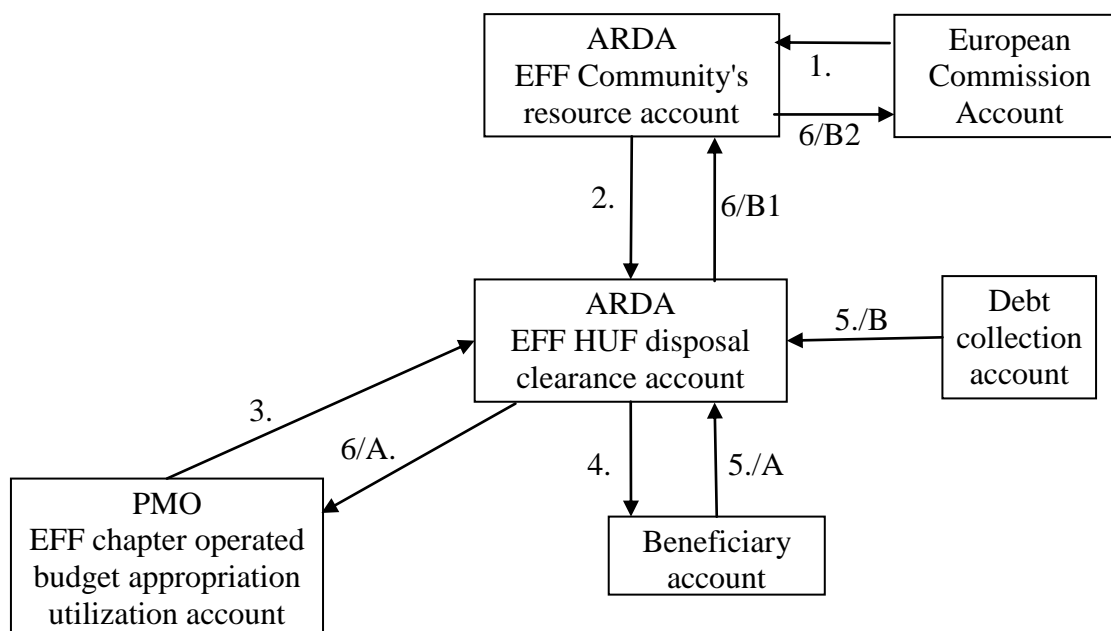 ARDA
EFF Community's
resource account
European
Commission
Account
1.
6/B2
2.
6/B1
ARDA
EFF HUF disposal
clearance account
Debt
collection
account
5./B
3.
6/A.
4.
5./A
PMO
EFF chapter operated
budget appropriation
utilization account
Beneficiary
account